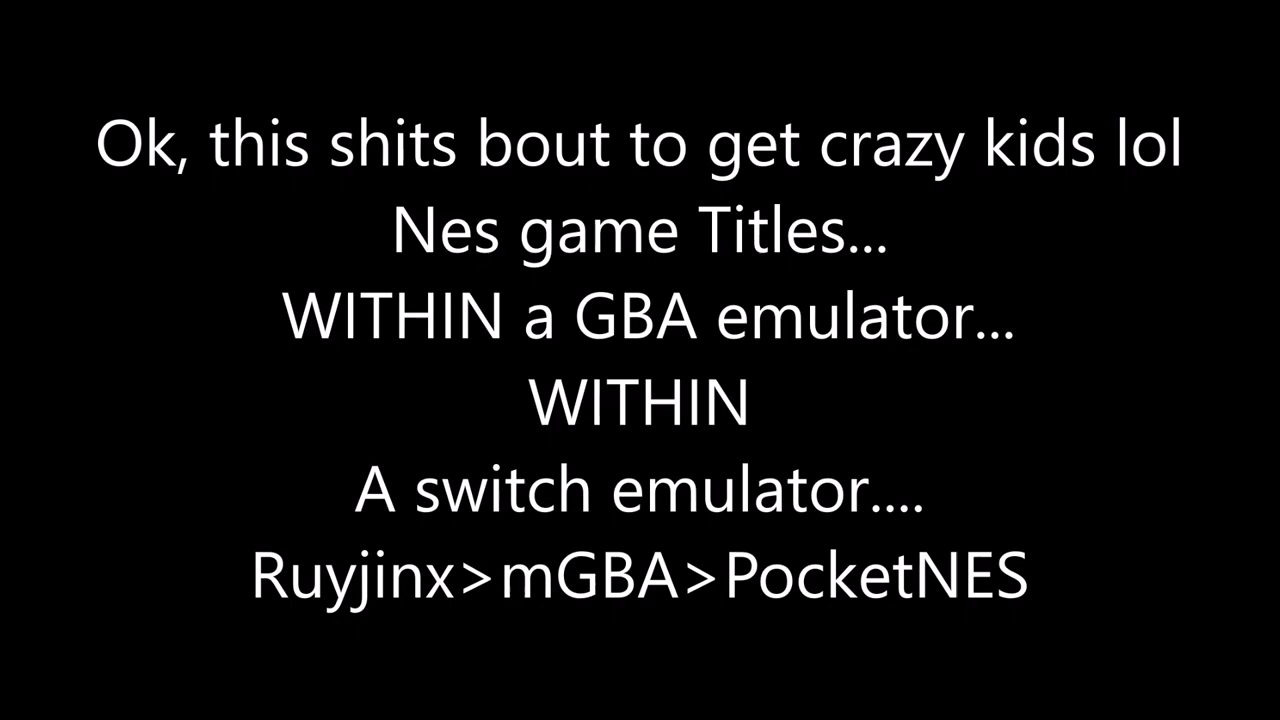 Ok, this shits bout to get crazy kids lol
Nes game Titles...
WITHIN a GBA emulator...
WITHIN
A switch emulator....
Ruyjinx>mGBA>PocketNES